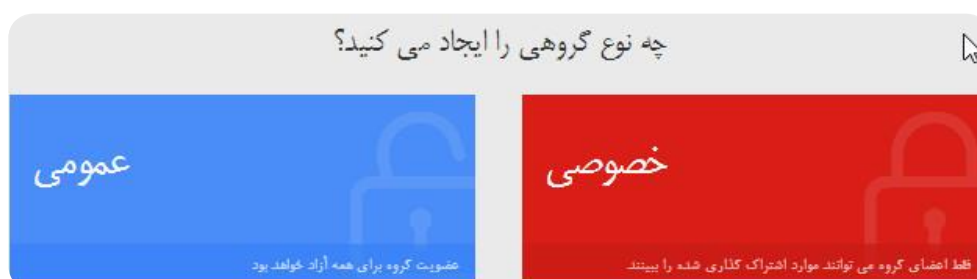 چه نوع گروهی را ایجاد می کنید؟
خصوصی
فقط اعضای گروه می توانند موارد اشتراک گذاری شده را ببینند
عمومی
عضویت گروه برای همه آزاد خواهد بود